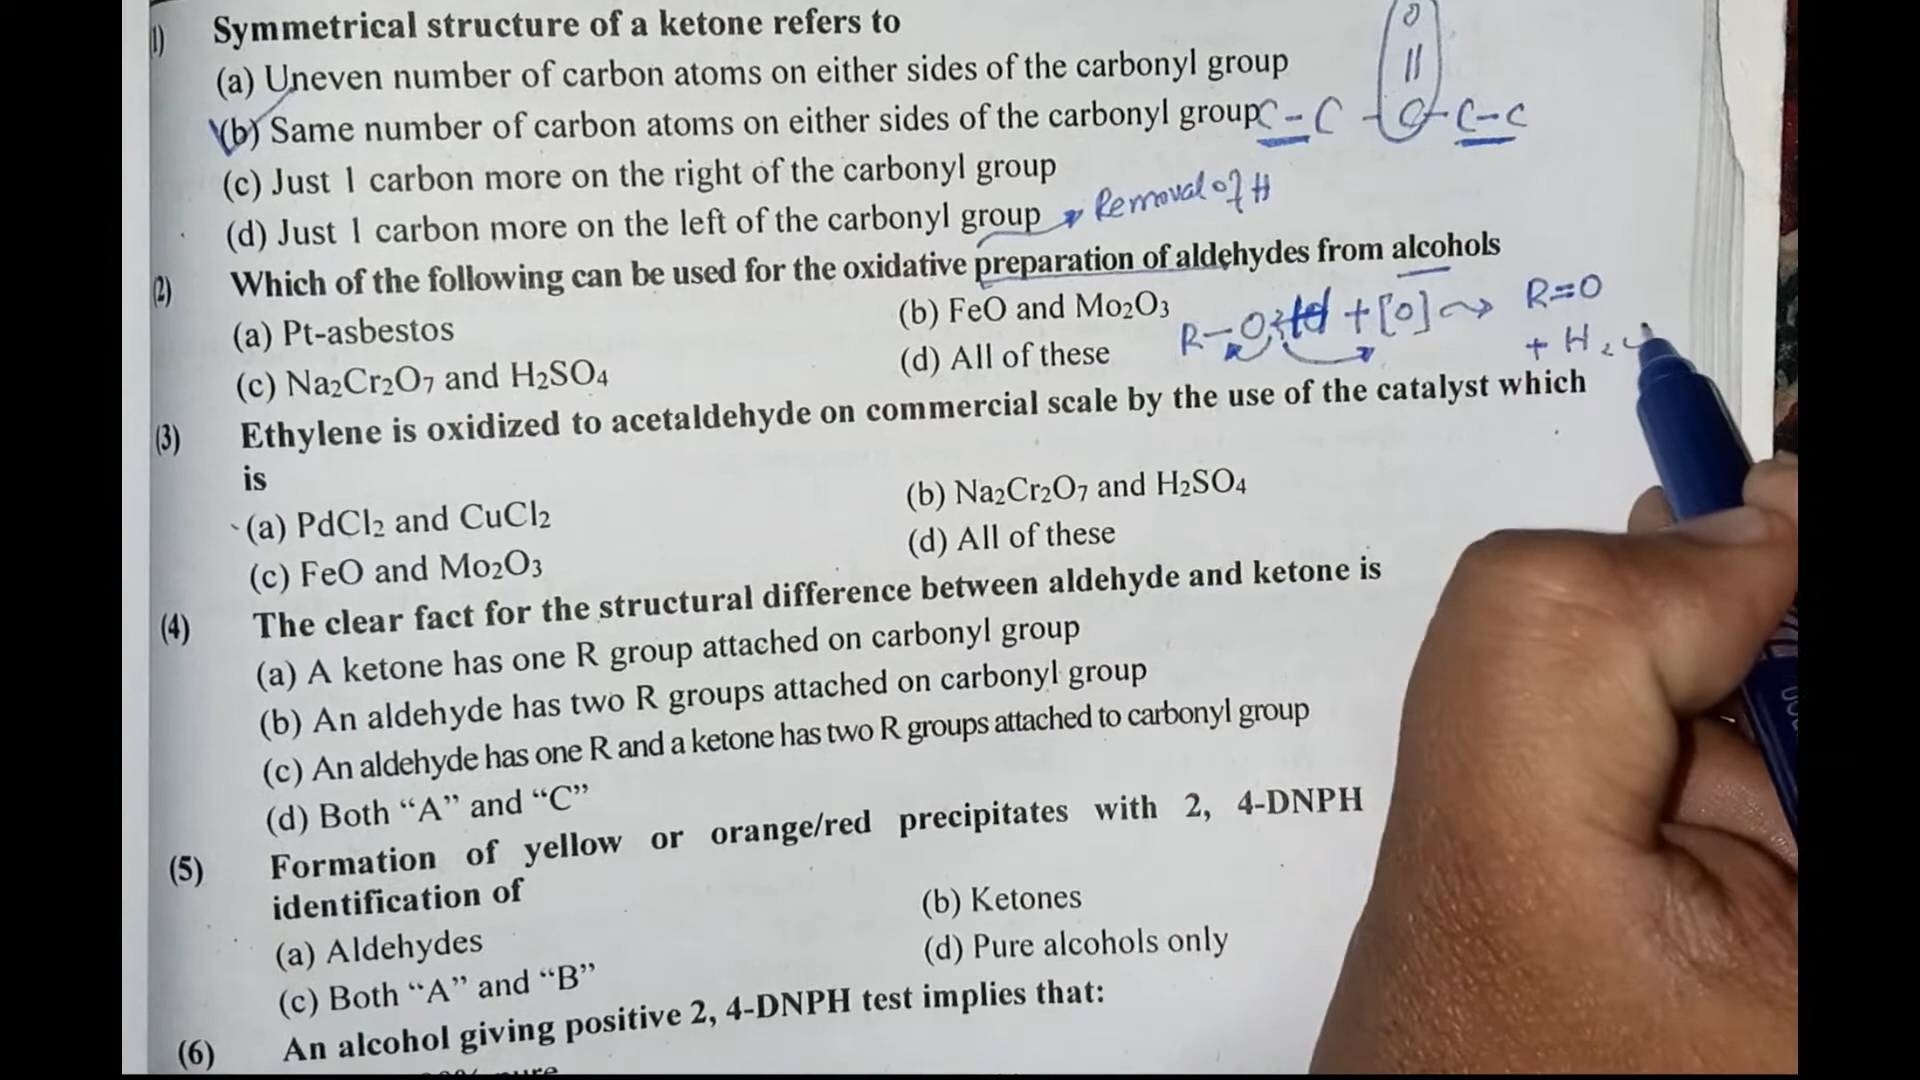 1) Symmetrical structure of a ketone refers to
(a) Uneven number of carbon atoms on either sides of the carbonyl group
(b) Same number of carbon atoms on either sides of the carbonyl group
O
||
C - C - C - C - C
(c) Just 1 carbon more on the right of the carbonyl group
(d) Just 1 carbon more on the left of the carbonyl group
Removal of H
(2) Which of the following can be used for the oxidative preparation of aldehydes from alcohols
(a) Pt-asbestos (b) FeO and Mo₂O₃
(c) Na₂Cr₂O₇ and H₂SO₄ (d) All of these
+ [O] R=O
+ H₂
(3) Ethylene is oxidized to acetaldehyde on commercial scale by the use of the catalyst which
is
(a) PdCl₂ and CuCl₂ (b) Na₂Cr₂O₇ and H₂SO₄
(c) FeO and Mo₂O₃ (d) All of these
(4) The clear fact for the structural difference between aldehyde and ketone is
(a) A ketone has one R group attached on carbonyl group
(b) An aldehyde has two R groups attached on carbonyl group
(c) An aldehyde has one R and a ketone has two R groups attached to carbonyl group
(d) Both “A” and “C”
(5) Formation of yellow or orange/red precipitates with 2, 4-DNPH
identification of
(a) Aldehydes (b) Ketones
(c) Both “A” and “B” (d) Pure alcohols only
(6) An alcohol giving positive 2, 4-DNPH test implies that: